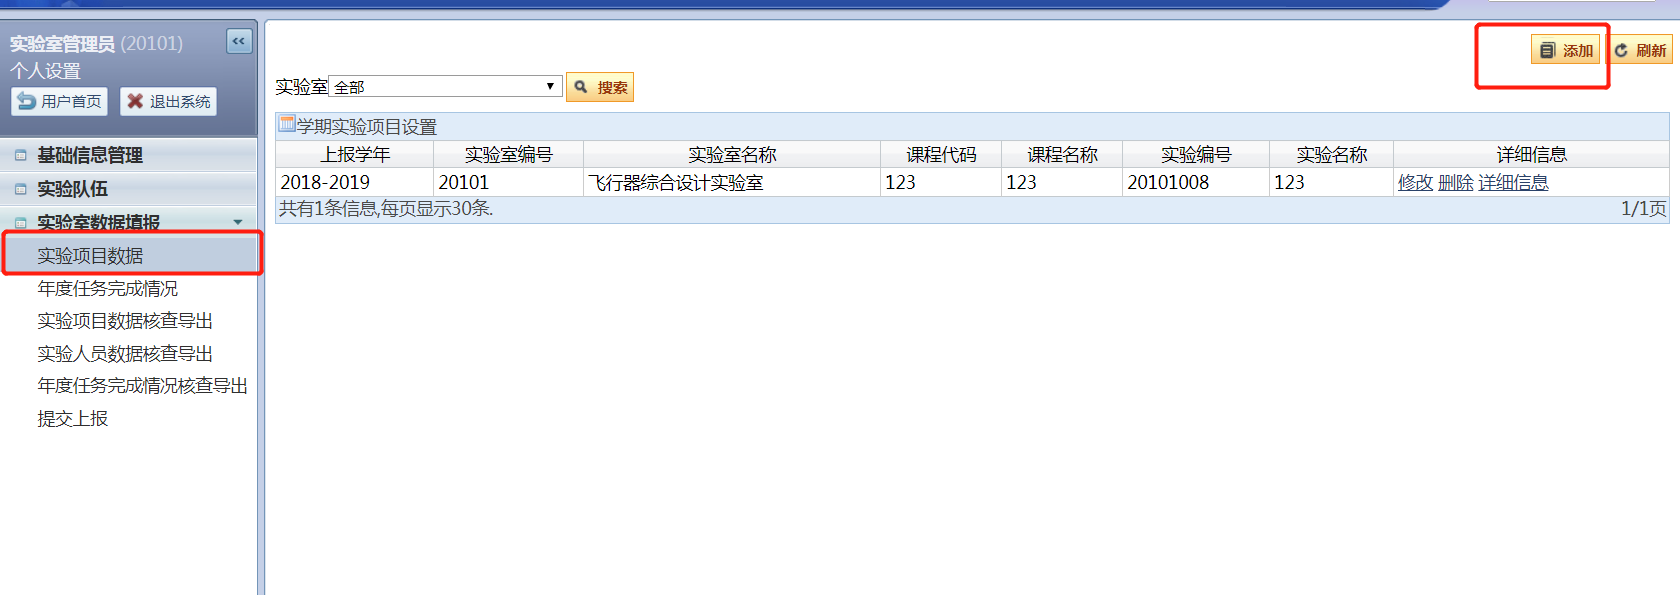 实验室管理员 (20101)
个人设置
用户首页 退出系统
基础信息管理
实验队伍
实验室数据填报
实验项目数据
年度任务完成情况
实验项目数据核查导出
实验人员数据核查导出
年度任务完成情况核查导出
提交上报
添加 刷新
实验室 全部 搜索
学期实验项目设置
上报学年 实验室编号 实验室名称 课程代码 课程名称 实验编号 实验名称 详细信息
2018-2019 20101 飞行器综合设计实验室 123 123 20101008 123 修改 删除 详细信息
共有1条信息,每页显示30条. 1/1页